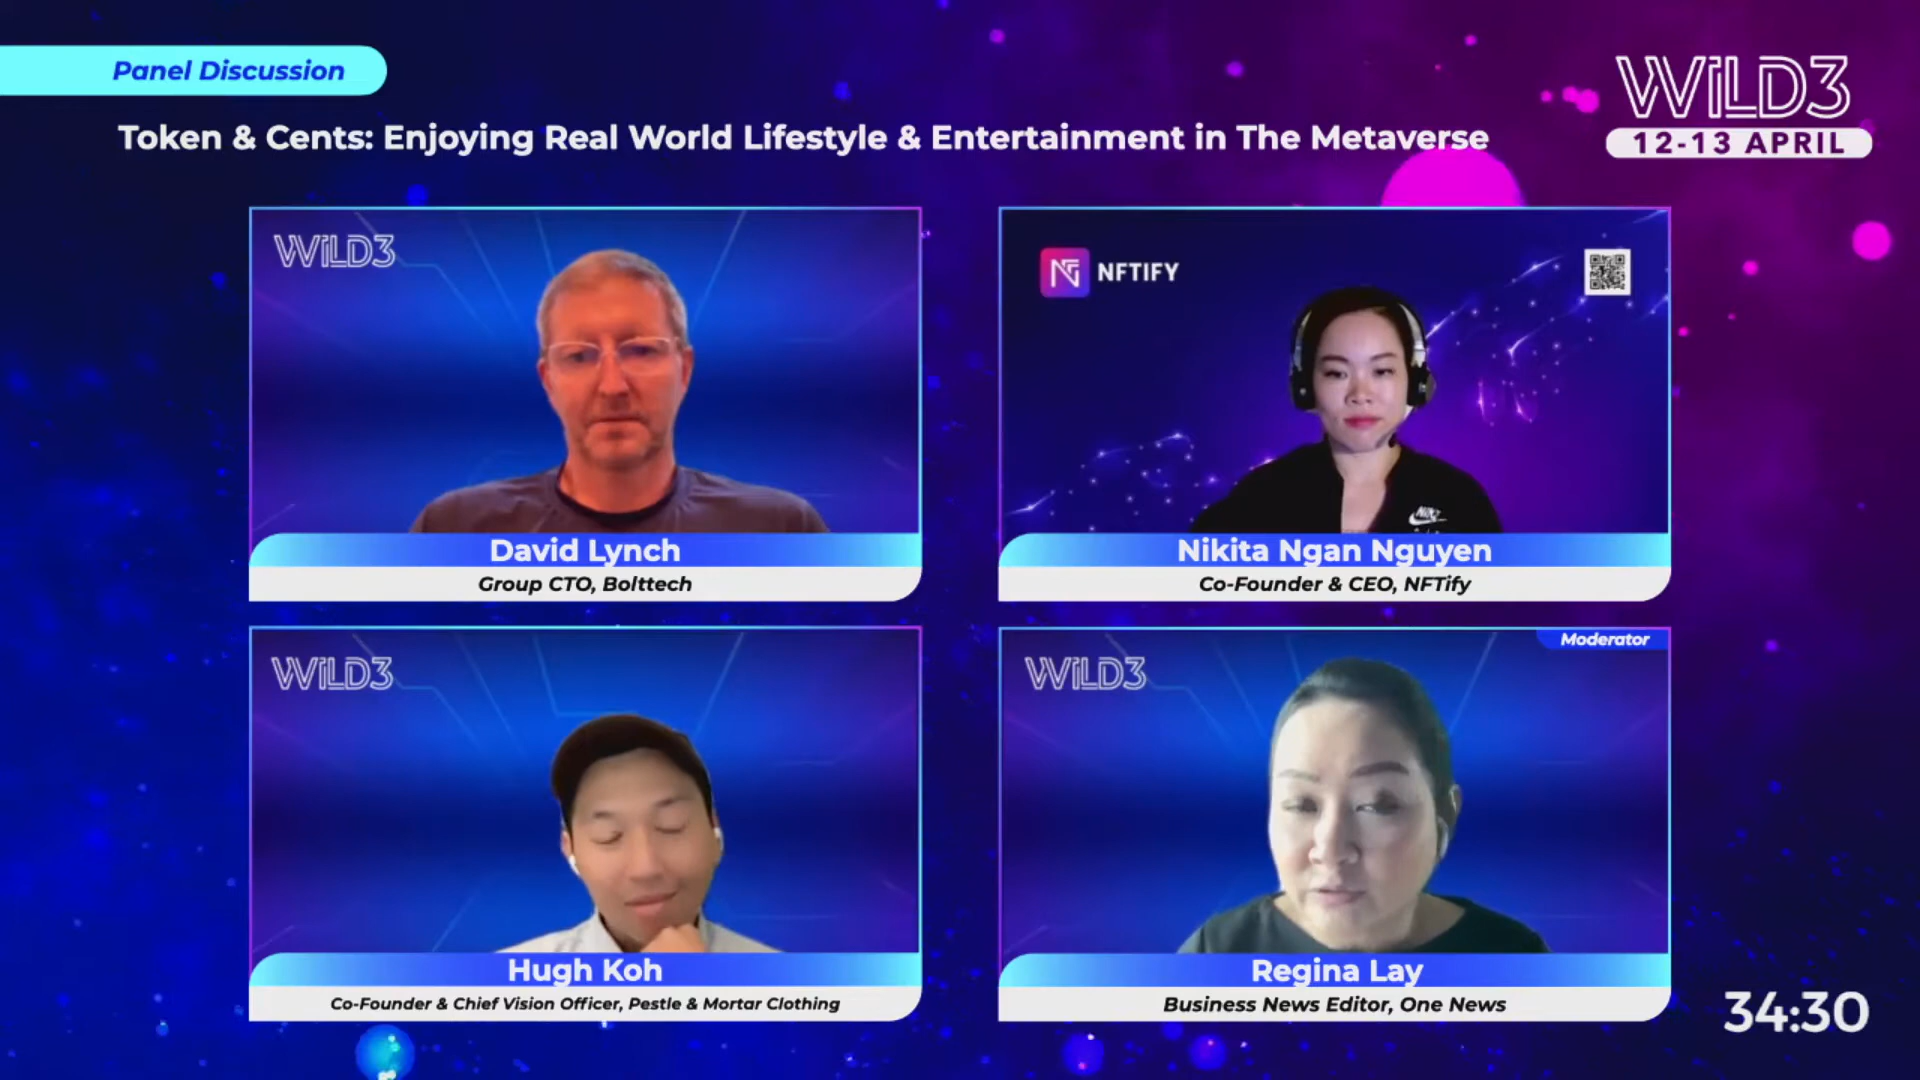 Panel Discussion
WiLD3
12-13 APRIL
Token & Cents: Enjoying Real World Lifestyle & Entertainment in The Metaverse
WiLD3
NFTIFY
NIKE
David Lynch
Group CTO, Bolttech
Nikita Ngan Nguyen
Co-Founder & CEO, NFTify
WiLD3
WiLD3
Moderator
Hugh Koh
Co-Founder & Chief Vision Officer, Pestle & Mortar Clothing
Regina Lay
Business News Editor, One News
34:30